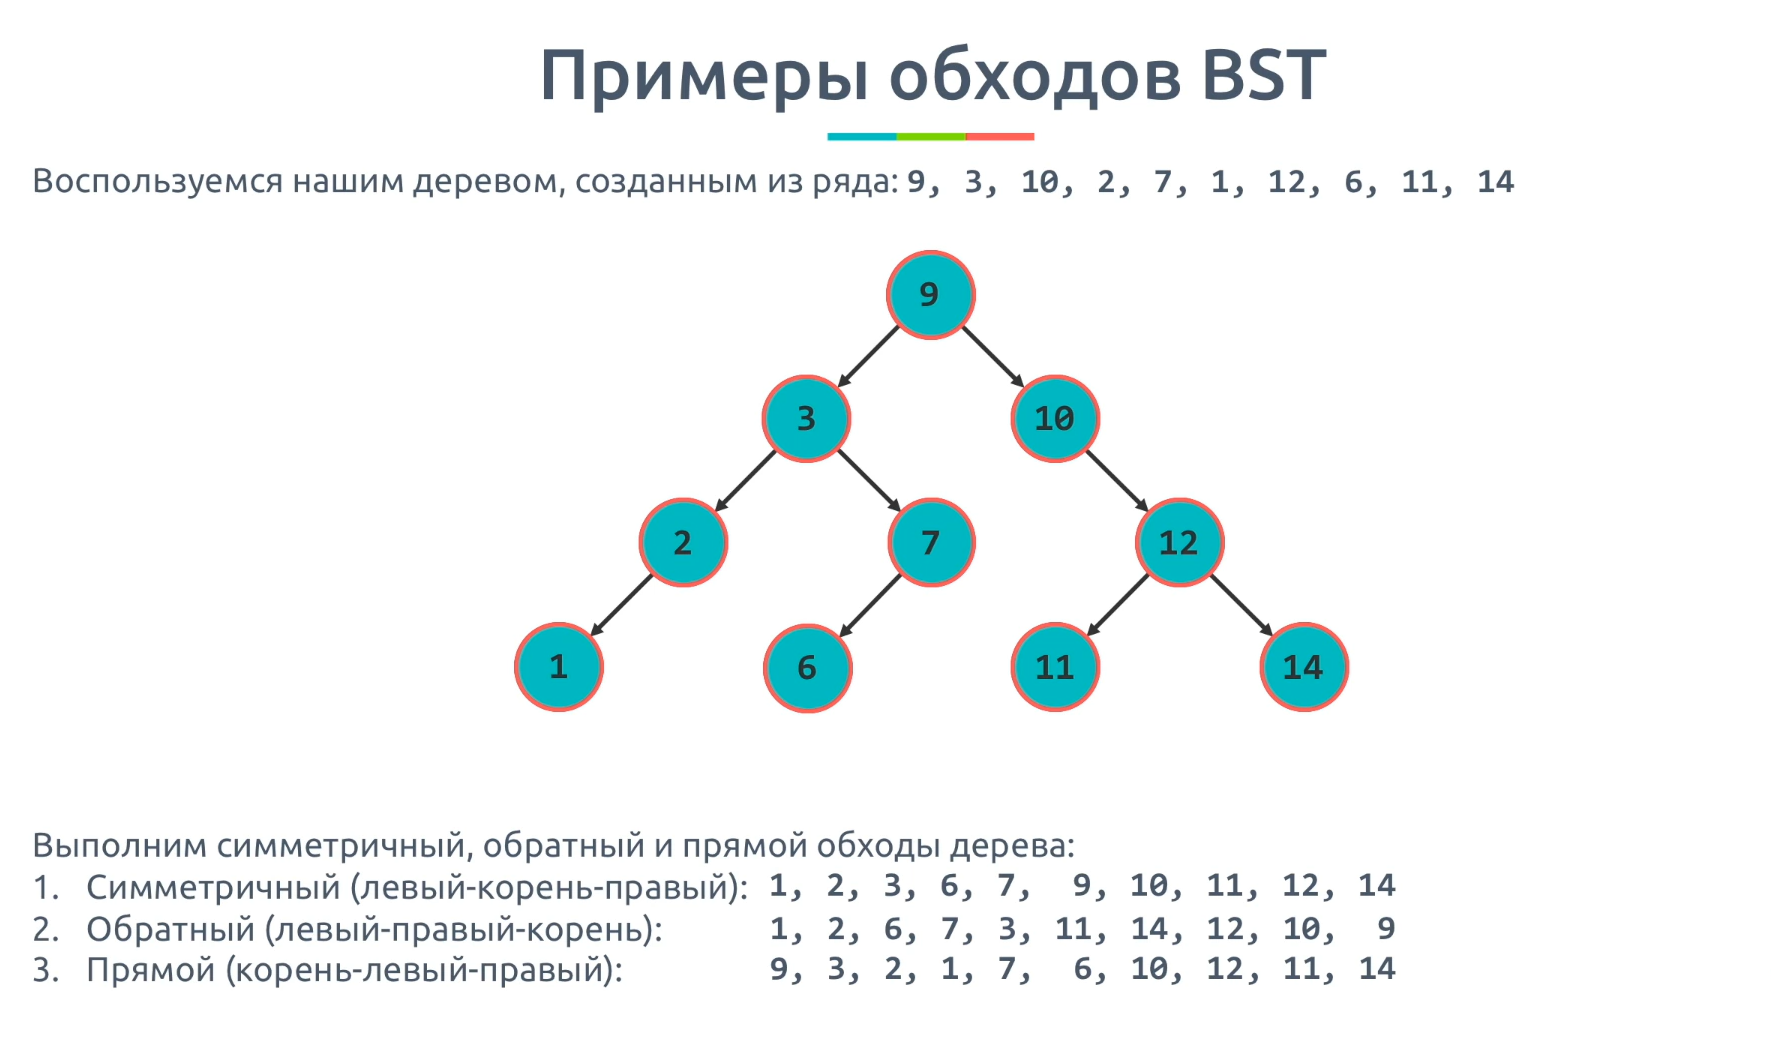 Примеры обходов BST
Воспользуемся нашим деревом, созданным из ряда: 9, 3, 10, 2, 7, 1, 12, 6, 11, 14
9
3 10
2 7 12
1 6 11 14
Выполним симметричный, обратный и прямой обходы дерева:
1. Симметричный (левый-корень-правый): 1, 2, 3, 6, 7, 9, 10, 11, 12, 14
2. Обратный (левый-правый-корень): 1, 2, 6, 7, 3, 11, 14, 12, 10, 9
3. Прямой (корень-левый-правый): 9, 3, 2, 1, 7, 6, 10, 12, 11, 14